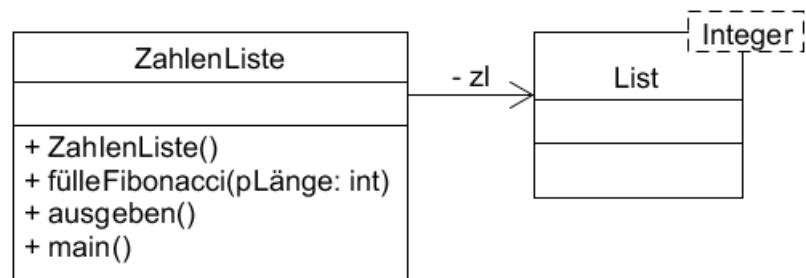 ZahlenListe
+ ZahlenListe()
+ fülleFibonacci(pLänge: int)
+ ausgeben()
+ main()
- zl
Integer
List